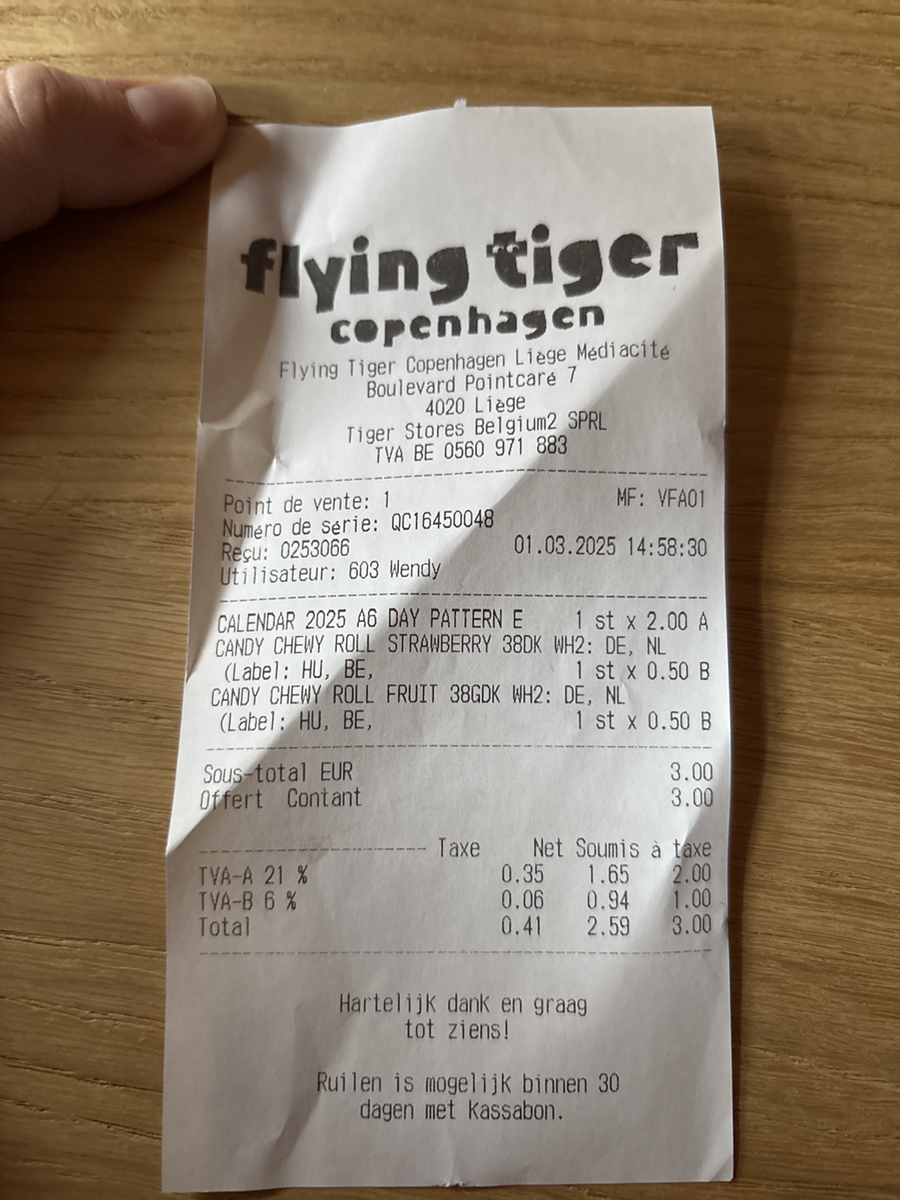 flying tiger
copenhagen
Flying Tiger Copenhagen Liège Médiacité
Boulevard Pointcaré 7
4020 Liège
Tiger Stores Belgium2 SPRL
TVA BE 0560 971 883
Point de vente: 1 MF: VFA01
Numéro de série: QC16450048
Reçu: 0253066 01.03.2025 14:58:30
Utilisateur: 603 Wendy
CALENDAR 2025 A6 DAY PATTERN E 1 st x 2.00 A
CANDY CHEWY ROLL STRAWBERRY 38DK WH2: DE, NL
(Label: HU, BE, 1 st x 0.50 B
CANDY CHEWY ROLL FRUIT 38GDK WH2: DE, NL
(Label: HU, BE, 1 st x 0.50 B
Sous-total EUR 3.00
Offert Contant 3.00
Taxe Net Soumis à taxe
TVA-A 21 % 0.35 1.65 2.00
TVA-B 6 % 0.06 0.94 1.00
Total 0.41 2.59 3.00
Hartelijk dank en graag
tot ziens!
Ruilen is mogelijk binnen 30
dagen met kassabon.